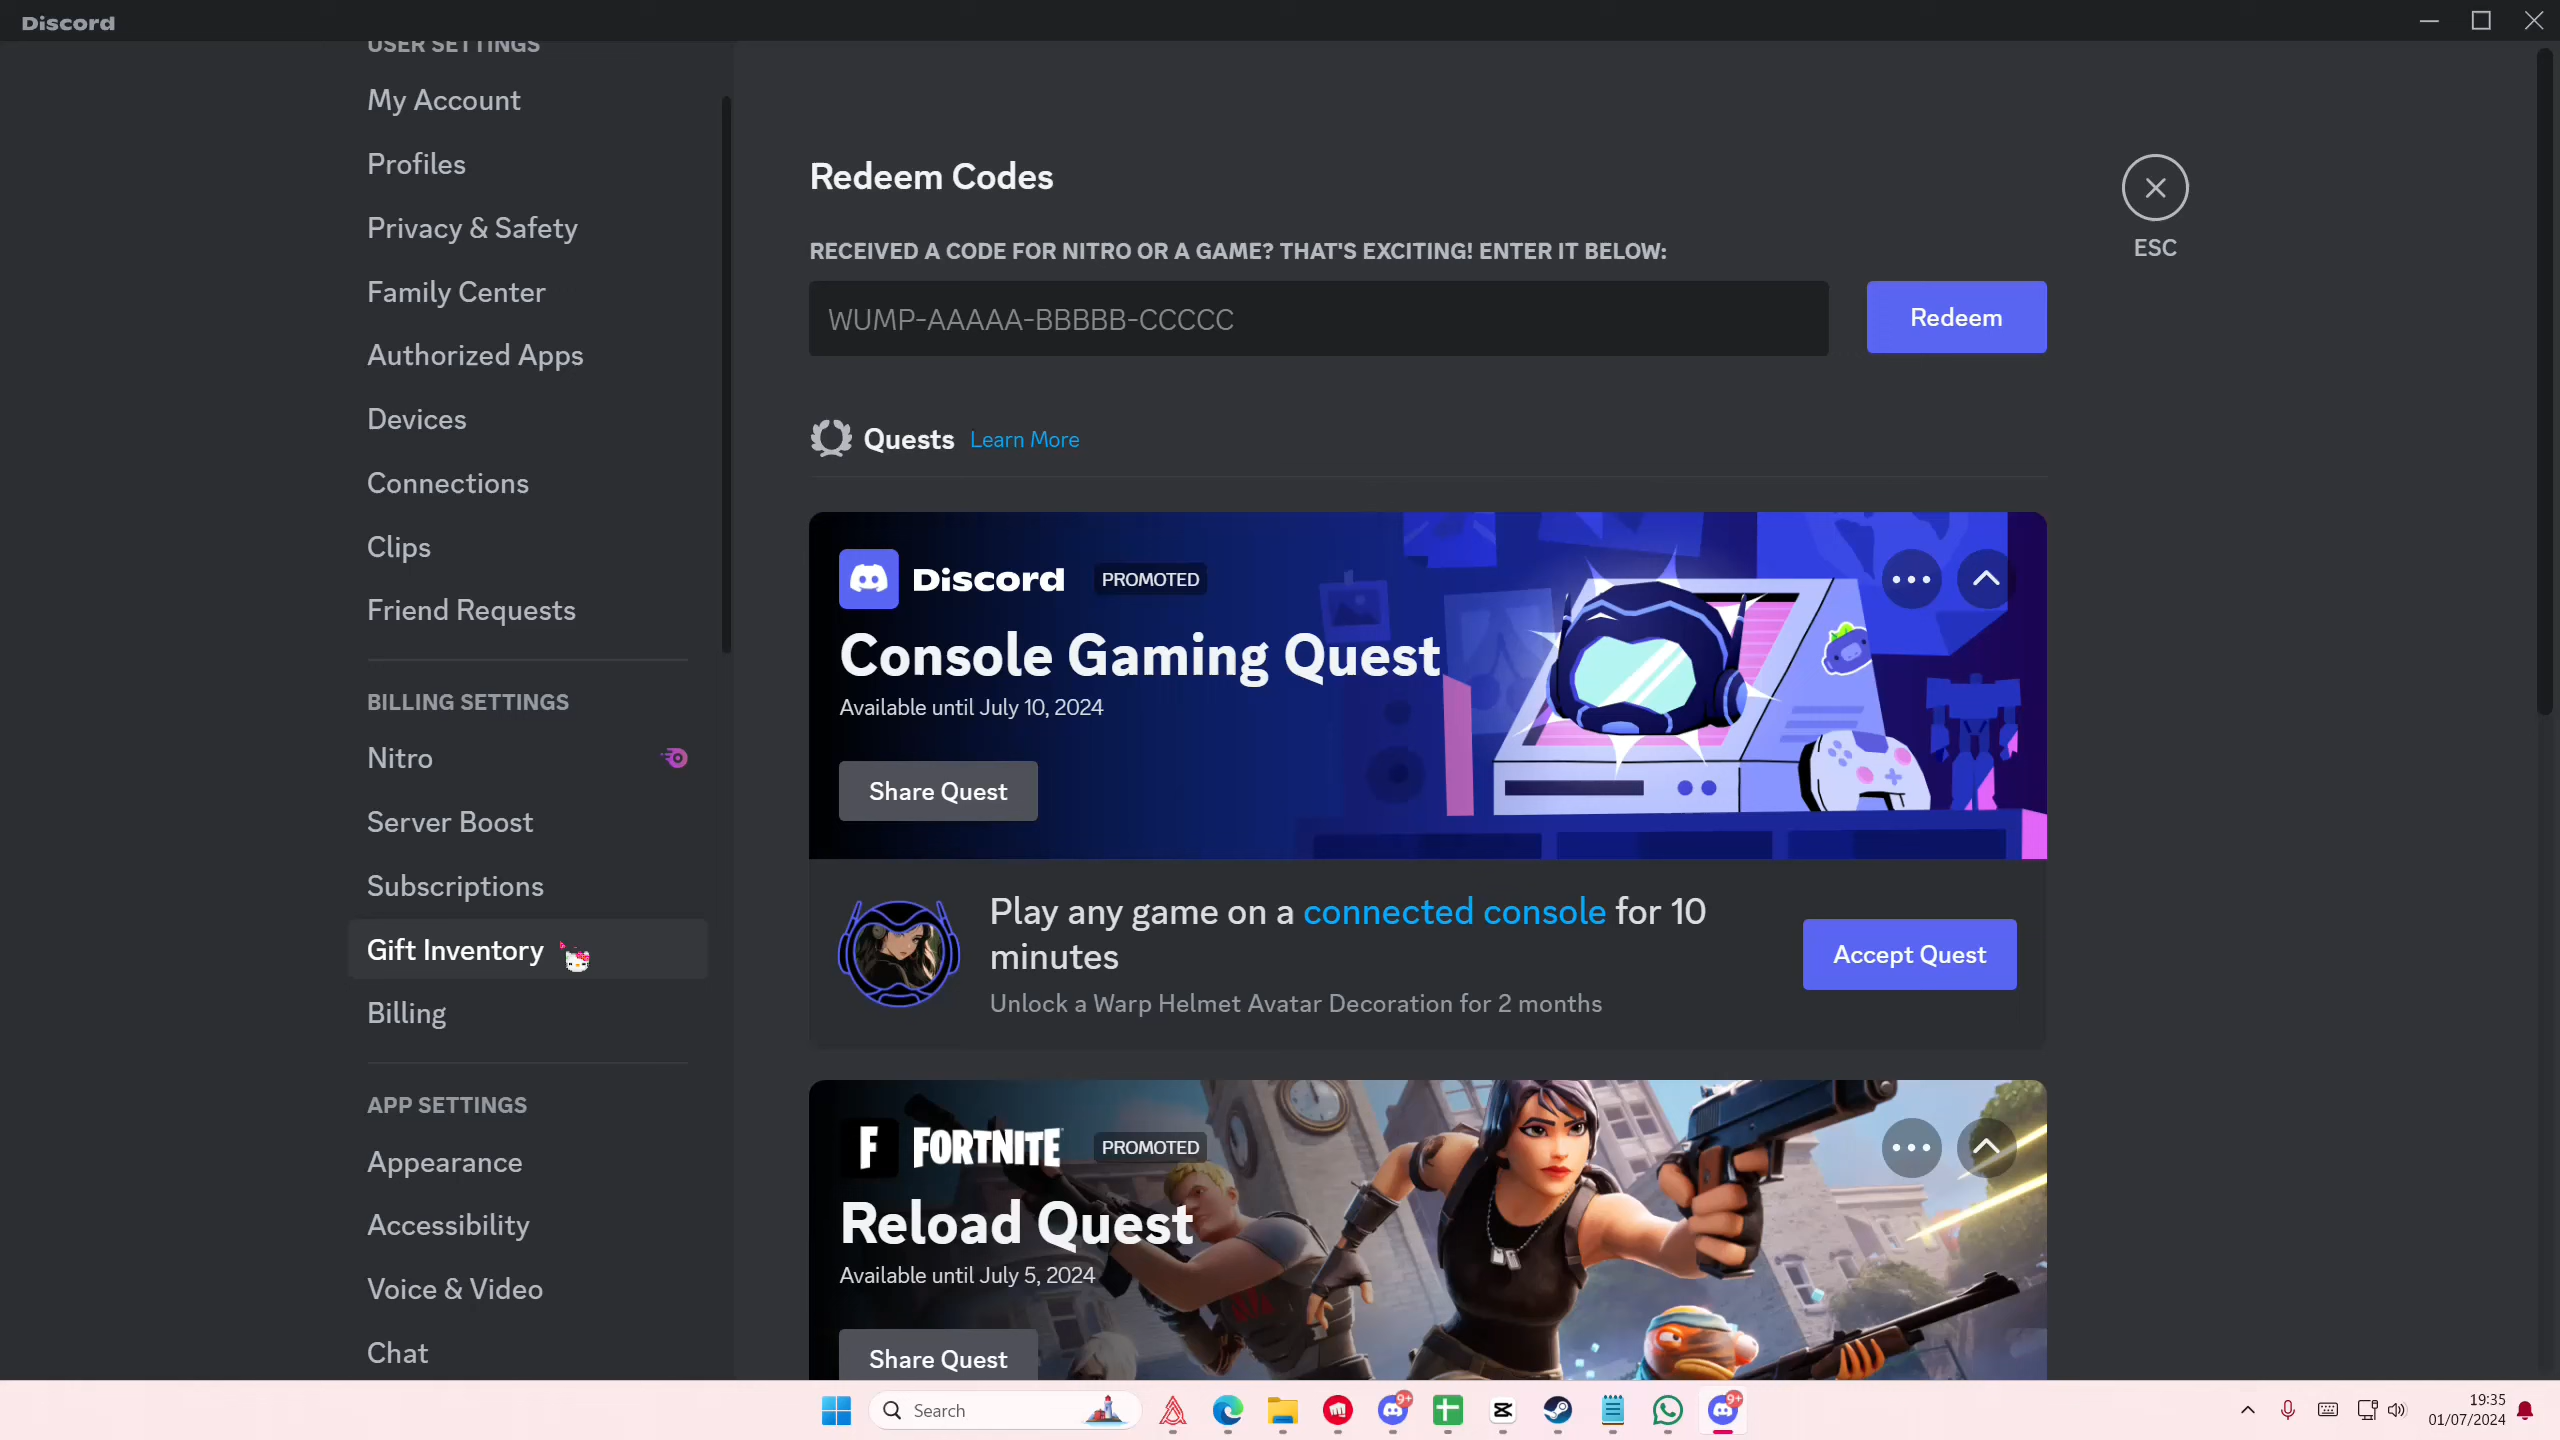 Discord
USER SETTINGS
My Account
Profiles
Privacy & Safety
Family Center
Authorized Apps
Devices
Connections
Clips
Friend Requests
BILLING SETTINGS
Nitro
Server Boost
Subscriptions
Gift Inventory
Billing
APP SETTINGS
Appearance
Accessibility
Voice & Video
Chat
Redeem Codes
RECEIVED A CODE FOR NITRO OR A GAME? THAT'S EXCITING! ENTER IT BELOW:
WUMP-AAAAA-BBBBB-CCCCC
Redeem
ESC
Quests Learn More
Discord PROMOTED
Console Gaming Quest
Available until July 10, 2024
Share Quest
Play any game on a connected console for 10
minutes
Unlock a Warp Helmet Avatar Decoration for 2 months
Accept Quest
F FORTNITE PROMOTED
Reload Quest
Available until July 5, 2024
Share Quest
Search
9+
9+
19:35
01/07/2024